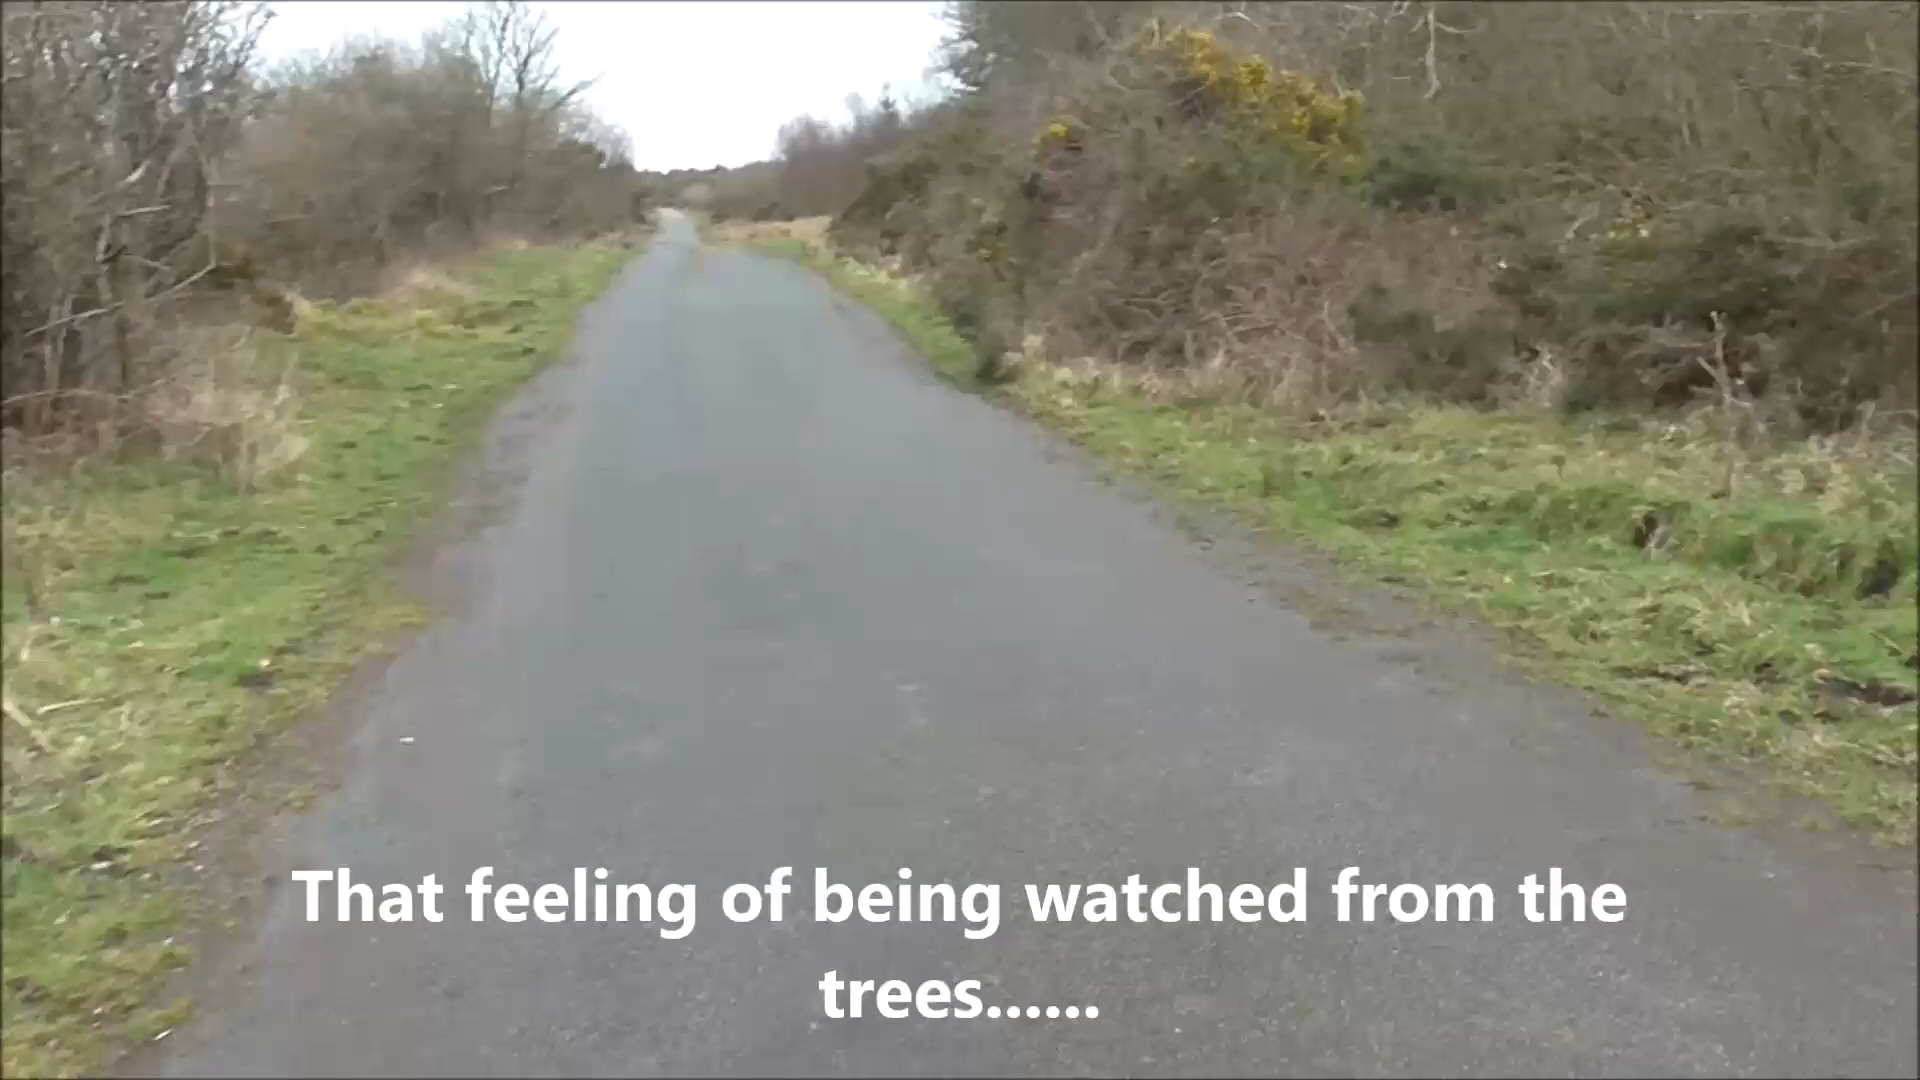 That feeling of being watched from the
trees......